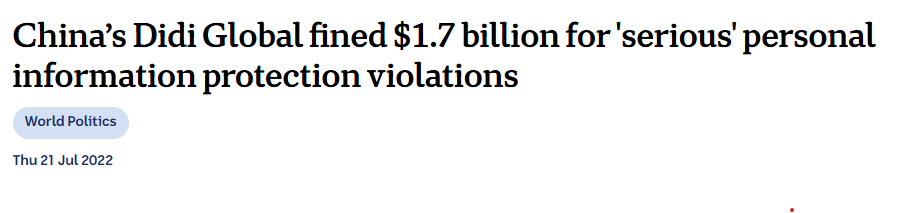 China’s Didi Global fined $1.7 billion for 'serious' personal
information protection violations
World Politics
Thu 21 Jul 2022